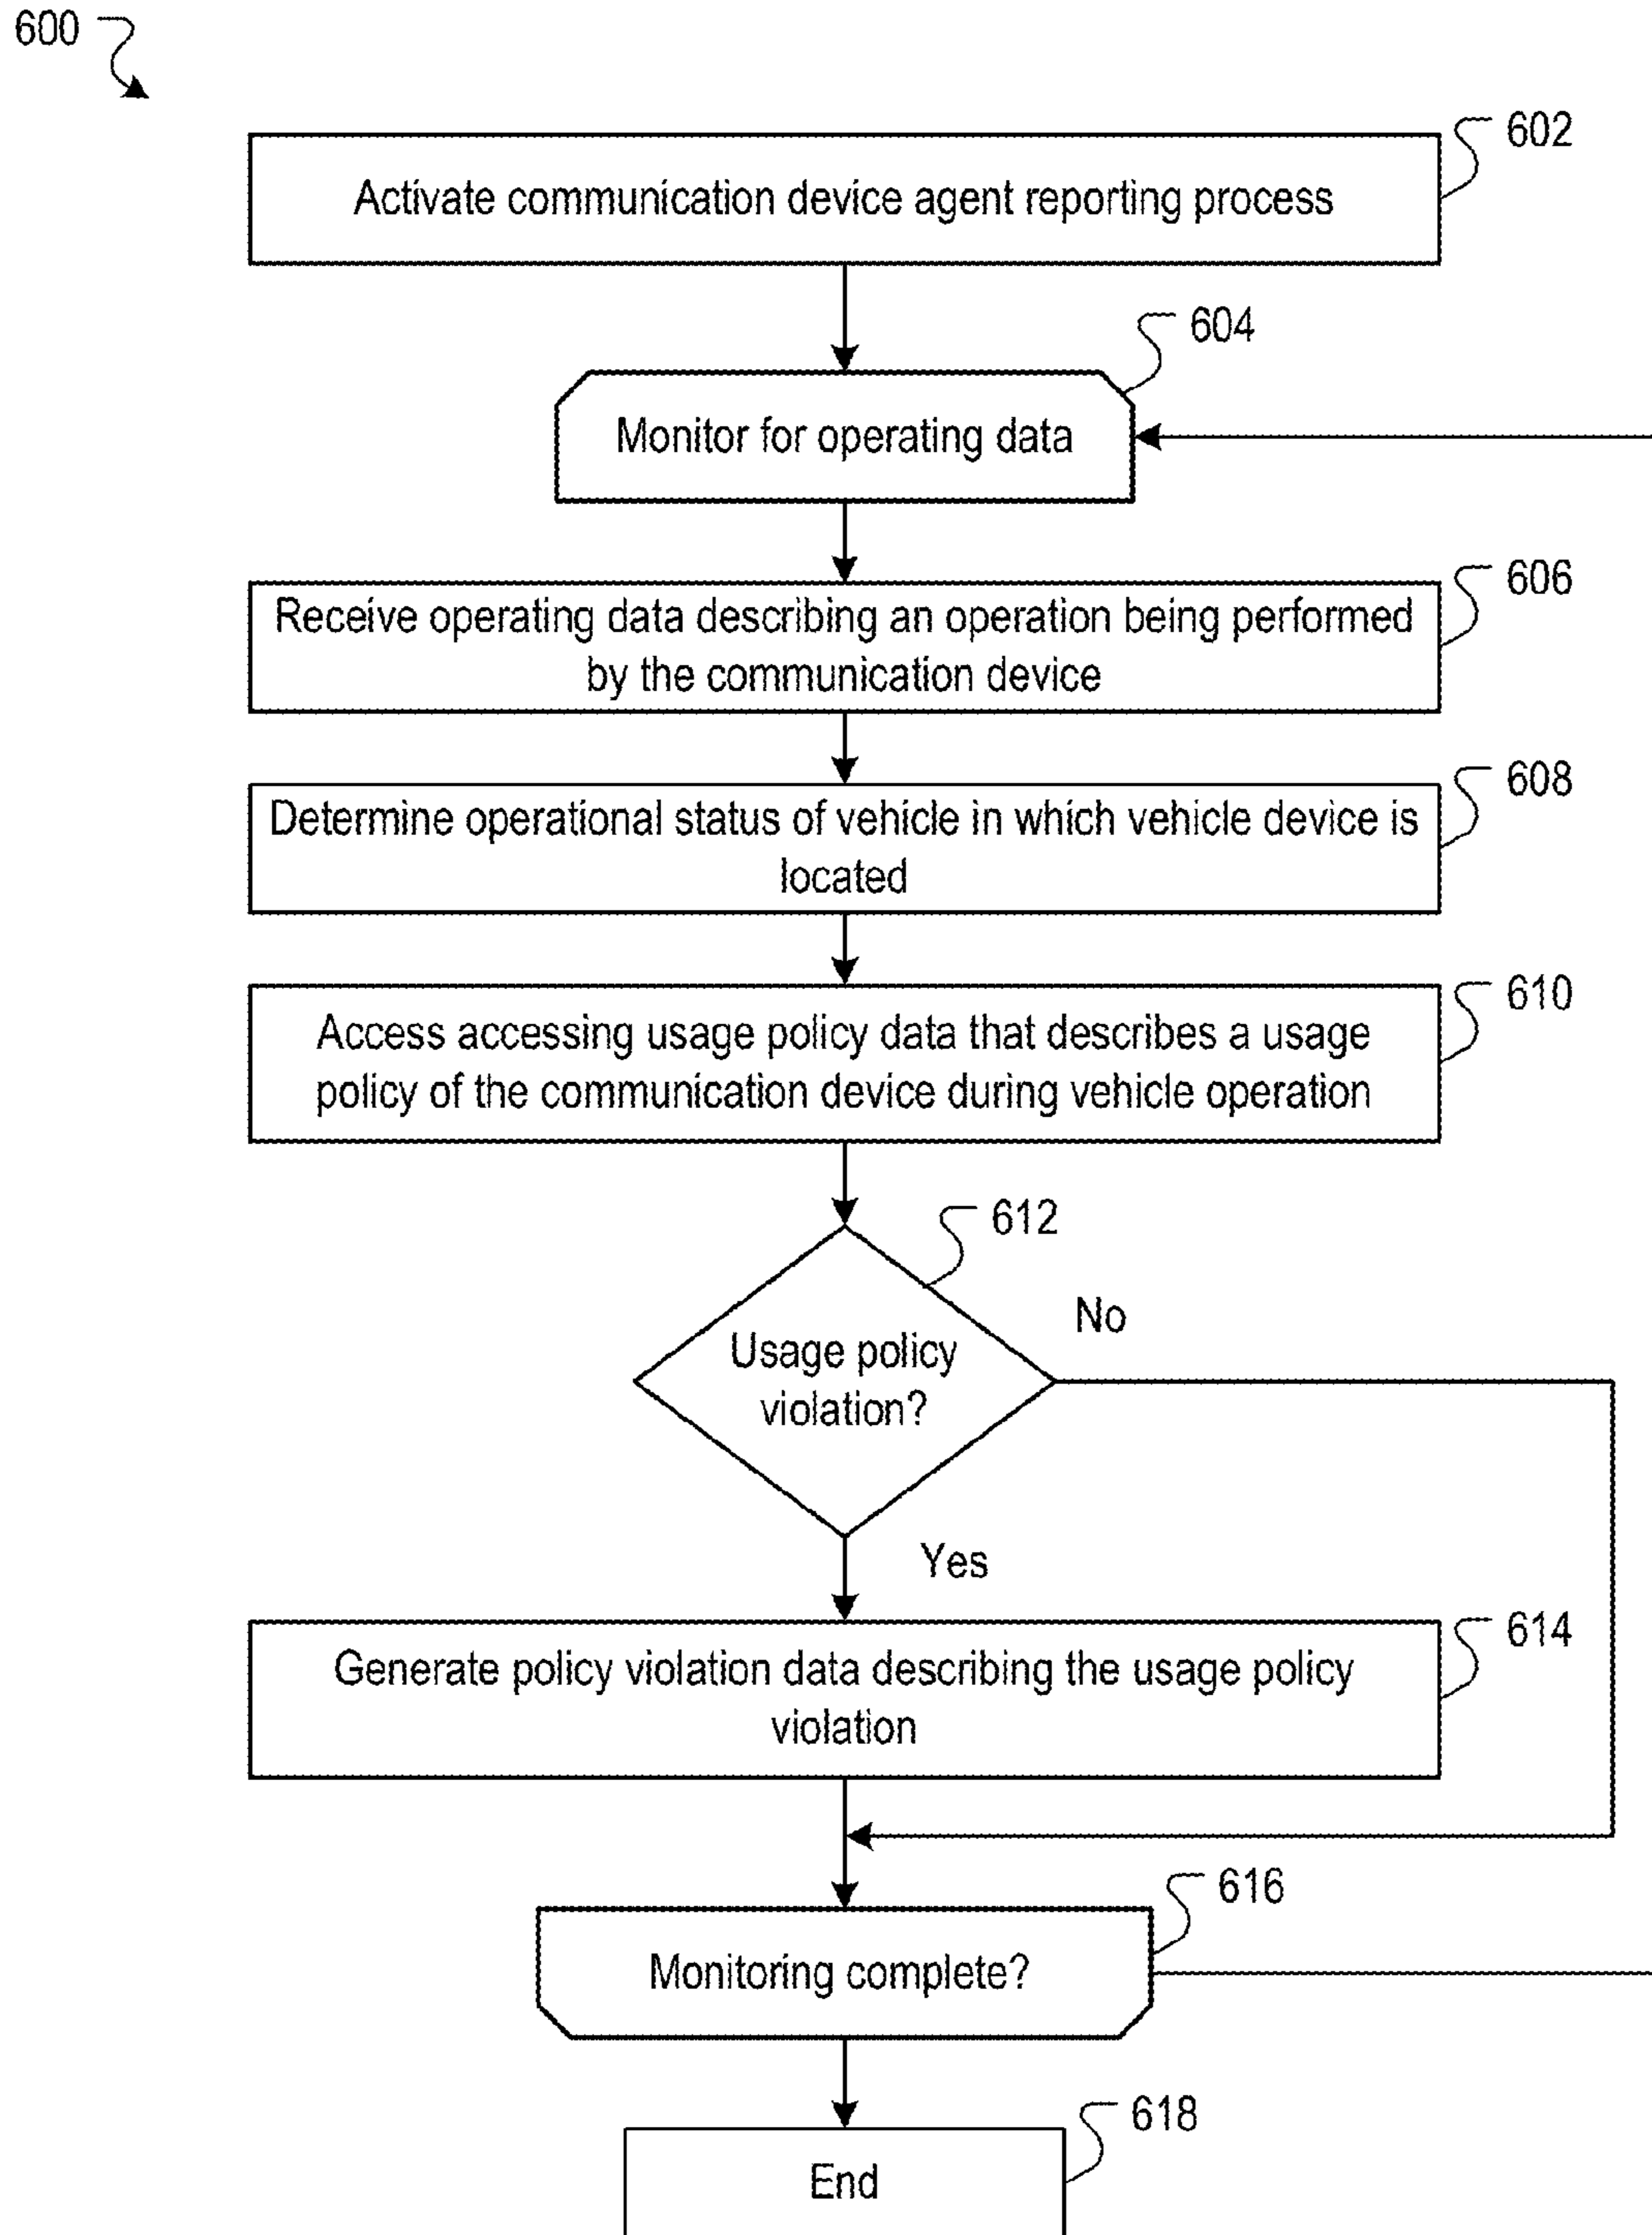 600
602
Activate communication device agent reporting process
604
Monitor for operating data
606
Receive operating data describing an operation being performed
by the communication device
608
Determine operational status of vehicle in which vehicle device is
located
610
Access accessing usage policy data that describes a usage
policy of the communication device during vehicle operation
612
No
Usage policy
violation?
Yes
614
Generate policy violation data describing the usage policy
violation
616
Monitoring complete?
618
End